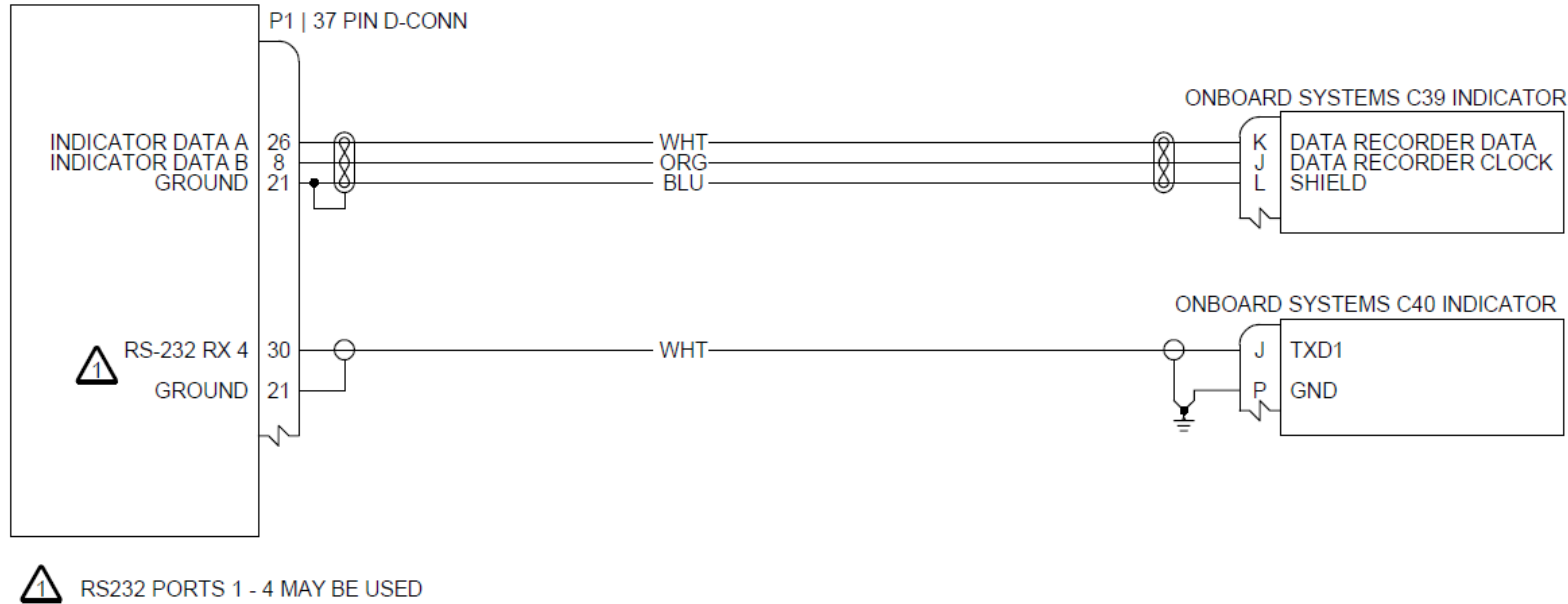 P1 | 37 PIN D-CONN
ONBOARD SYSTEMS C39 INDICATOR
INDICATOR DATA A 26 WHT K DATA RECORDER DATA
INDICATOR DATA B 8 ORG J DATA RECORDER CLOCK
GROUND 21 BLU L SHIELD
ONBOARD SYSTEMS C40 INDICATOR
1 RS-232 RX 4 30 WHT J TXD1
GROUND 21 P GND
1 RS232 PORTS 1 - 4 MAY BE USED